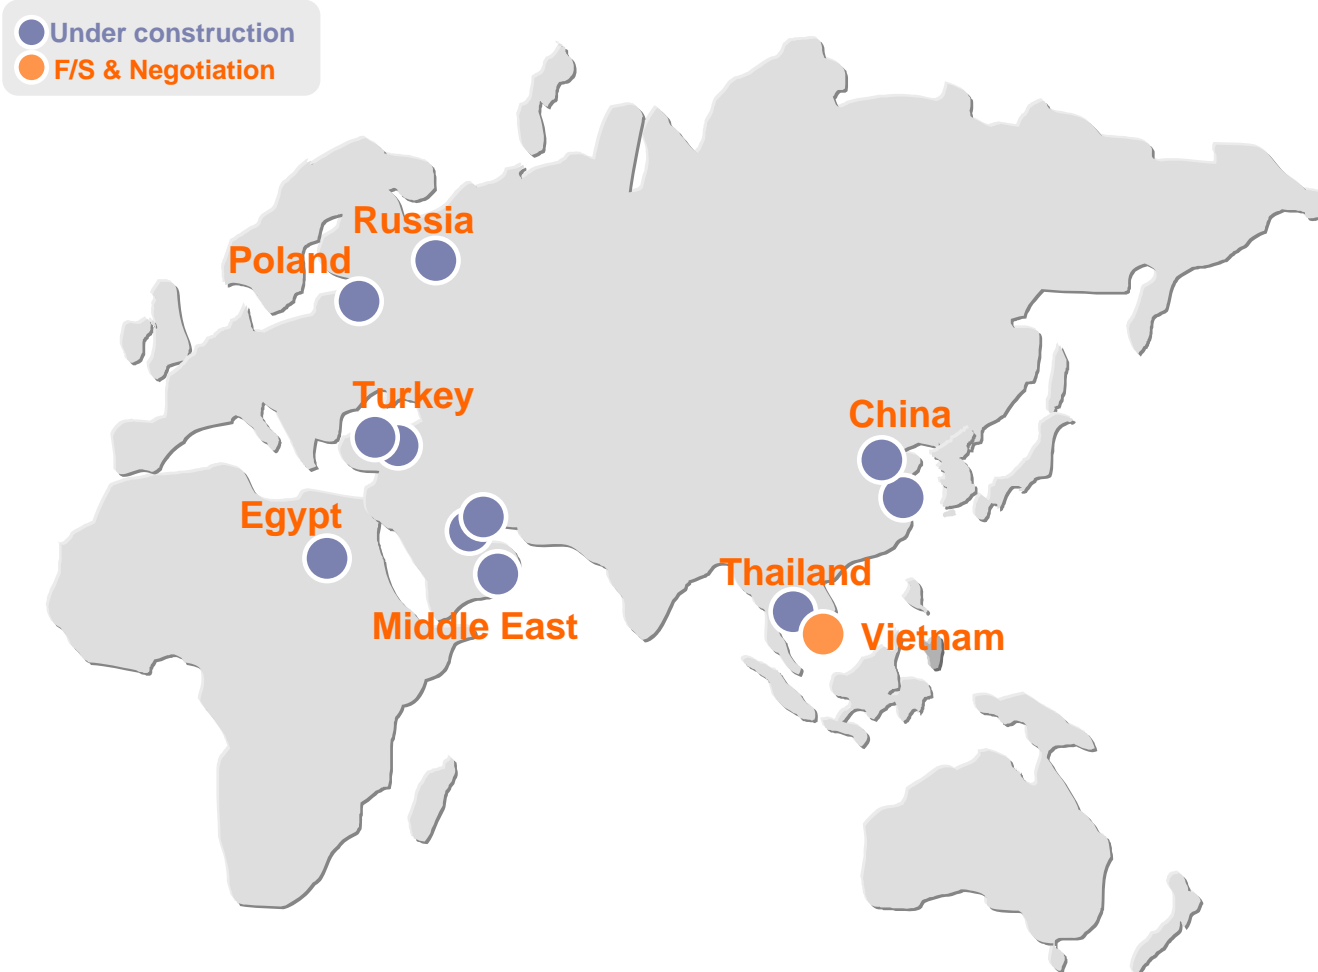 Under construction
F/S & Negotiation
Russia
Poland
Turkey
China
Egypt
Thailand
Middle East
Vietnam